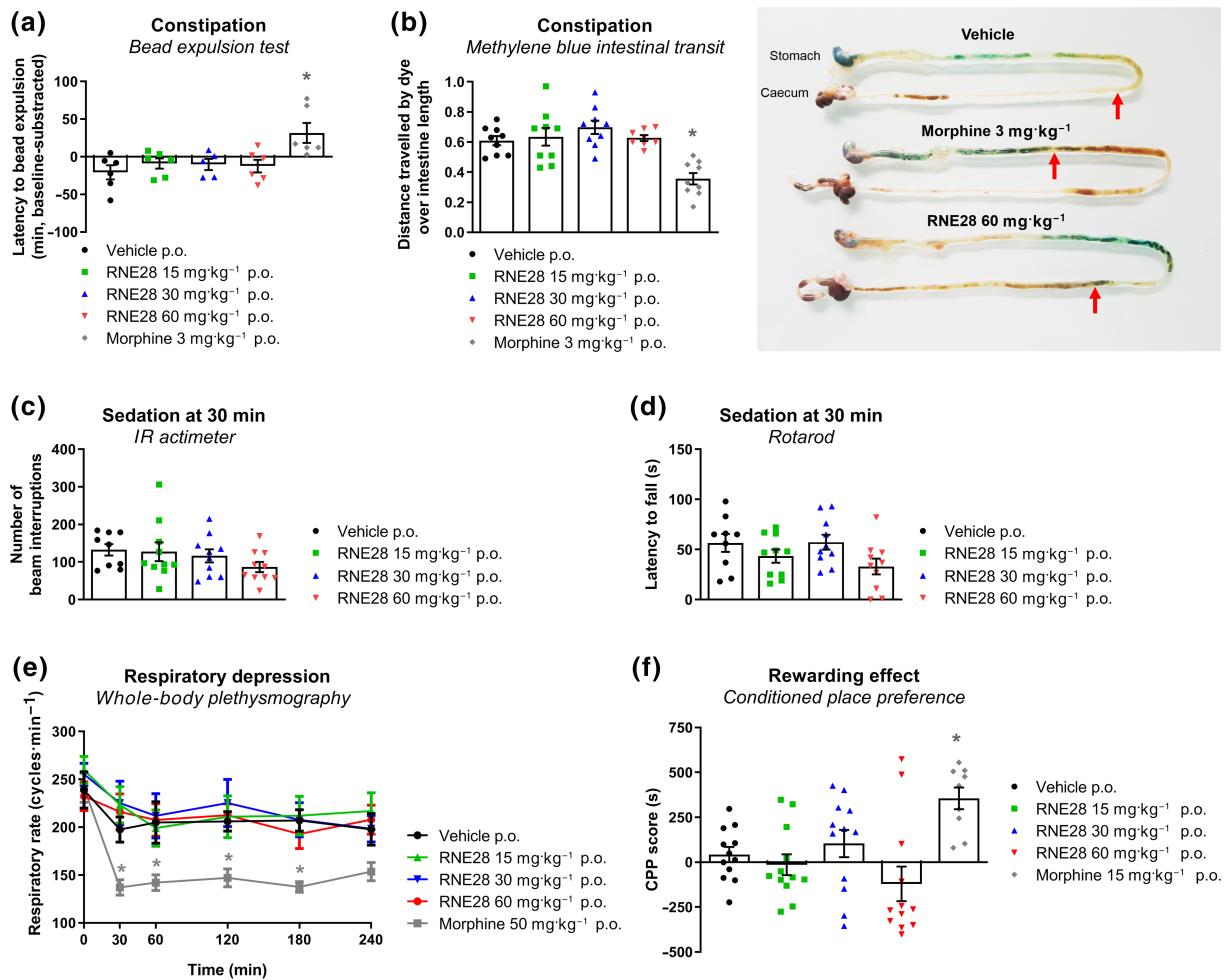 (a)
Constipation
Bead expulsion test
Latency to bead expulsion
(min, baseline-substracted)
100
50
0
−50
−100
*
Vehicle p.o.
RNE28 15 mg·kg⁻¹ p.o.
RNE28 30 mg·kg⁻¹ p.o.
RNE28 60 mg·kg⁻¹ p.o.
Morphine 3 mg·kg⁻¹ p.o.
(b)
Constipation
Methylene blue intestinal transit
Distance travelled by dye
over intestine length
1.0
0.8
0.6
0.4
0.2
0.0
*
Vehicle p.o.
RNE28 15 mg·kg⁻¹ p.o.
RNE28 30 mg·kg⁻¹ p.o.
RNE28 60 mg·kg⁻¹ p.o.
Morphine 3 mg·kg⁻¹ p.o.
Vehicle
Stomach
Caecum
Morphine 3 mg·kg⁻¹
RNE28 60 mg·kg⁻¹
(c)
Sedation at 30 min
IR actimeter
Number of
beam interruptions
400
300
200
100
0
Vehicle p.o.
RNE28 15 mg·kg⁻¹ p.o.
RNE28 30 mg·kg⁻¹ p.o.
RNE28 60 mg·kg⁻¹ p.o.
(d)
Sedation at 30 min
Rotarod
Latency to fall (s)
150
100
50
0
Vehicle p.o.
RNE28 15 mg·kg⁻¹ p.o.
RNE28 30 mg·kg⁻¹ p.o.
RNE28 60 mg·kg⁻¹ p.o.
(e)
Respiratory depression
Whole-body plethysmography
Respiratory rate (cycles·min⁻¹)
300
250
200
150
100
* * * *
0 30 60 120 180 240
Time (min)
Vehicle p.o.
RNE28 15 mg·kg⁻¹ p.o.
RNE28 30 mg·kg⁻¹ p.o.
RNE28 60 mg·kg⁻¹ p.o.
Morphine 50 mg·kg⁻¹ p.o.
(f)
Rewarding effect
Conditioned place preference
CPP score (s)
750
500
250
0
−250
−500
*
Vehicle p.o.
RNE28 15 mg·kg⁻¹ p.o.
RNE28 30 mg·kg⁻¹ p.o.
RNE28 60 mg·kg⁻¹ p.o.
Morphine 15 mg·kg⁻¹ p.o.